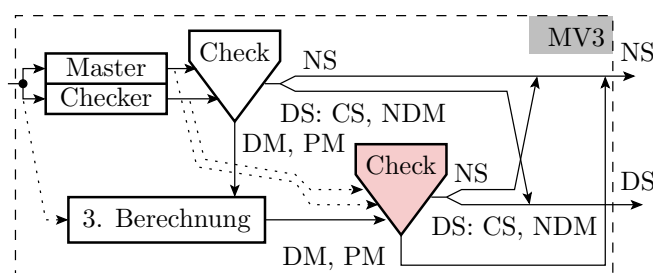 MV3
NS
Check
NS
Master
Checker
DS: CS, NDM
DM, PM
Check
NS
DS
3. Berechnung
DS: CS, NDM
DM, PM